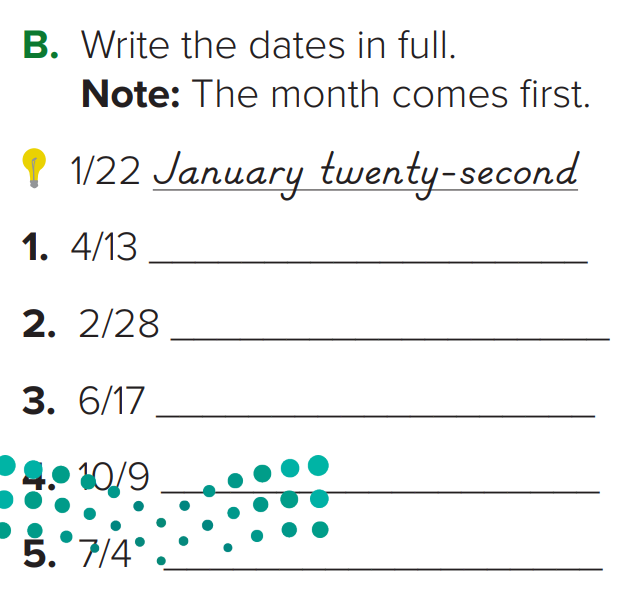 B. Write the dates in full.
Note: The month comes first.
1/22 January twenty-second
1. 4/13
2. 2/28
3. 6/17
4. 10/9
5. 7/4